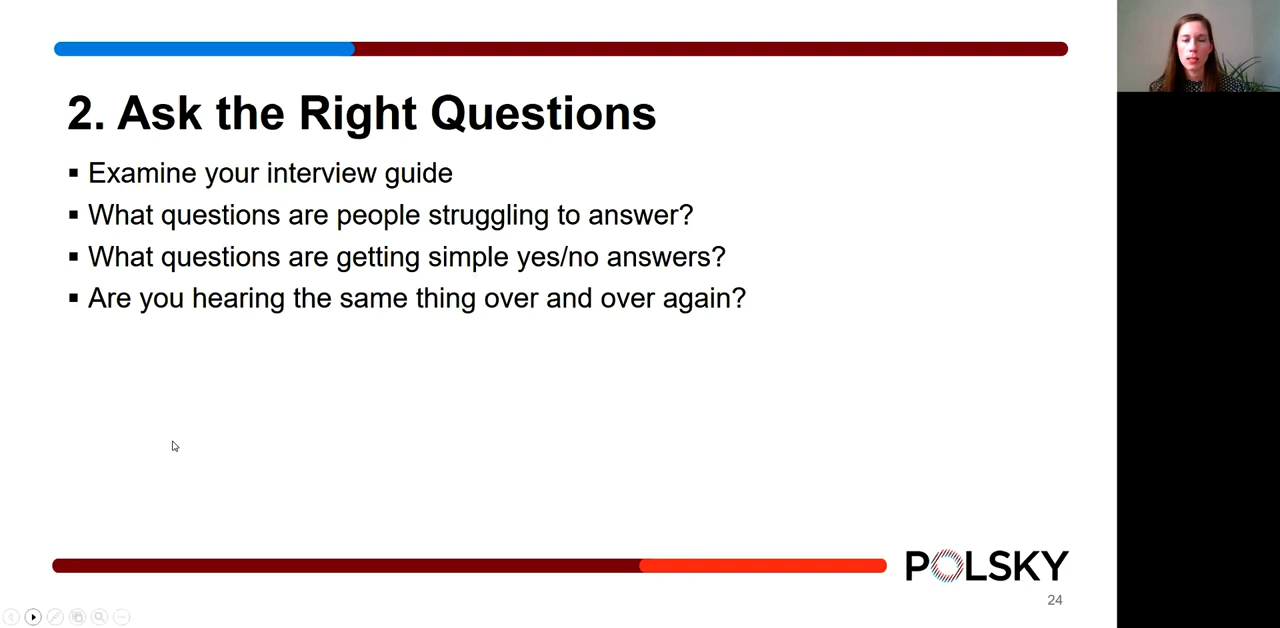 2. Ask the Right Questions
▪ Examine your interview guide
▪ What questions are people struggling to answer?
▪ What questions are getting simple yes/no answers?
▪ Are you hearing the same thing over and over again?
POLSKY
24